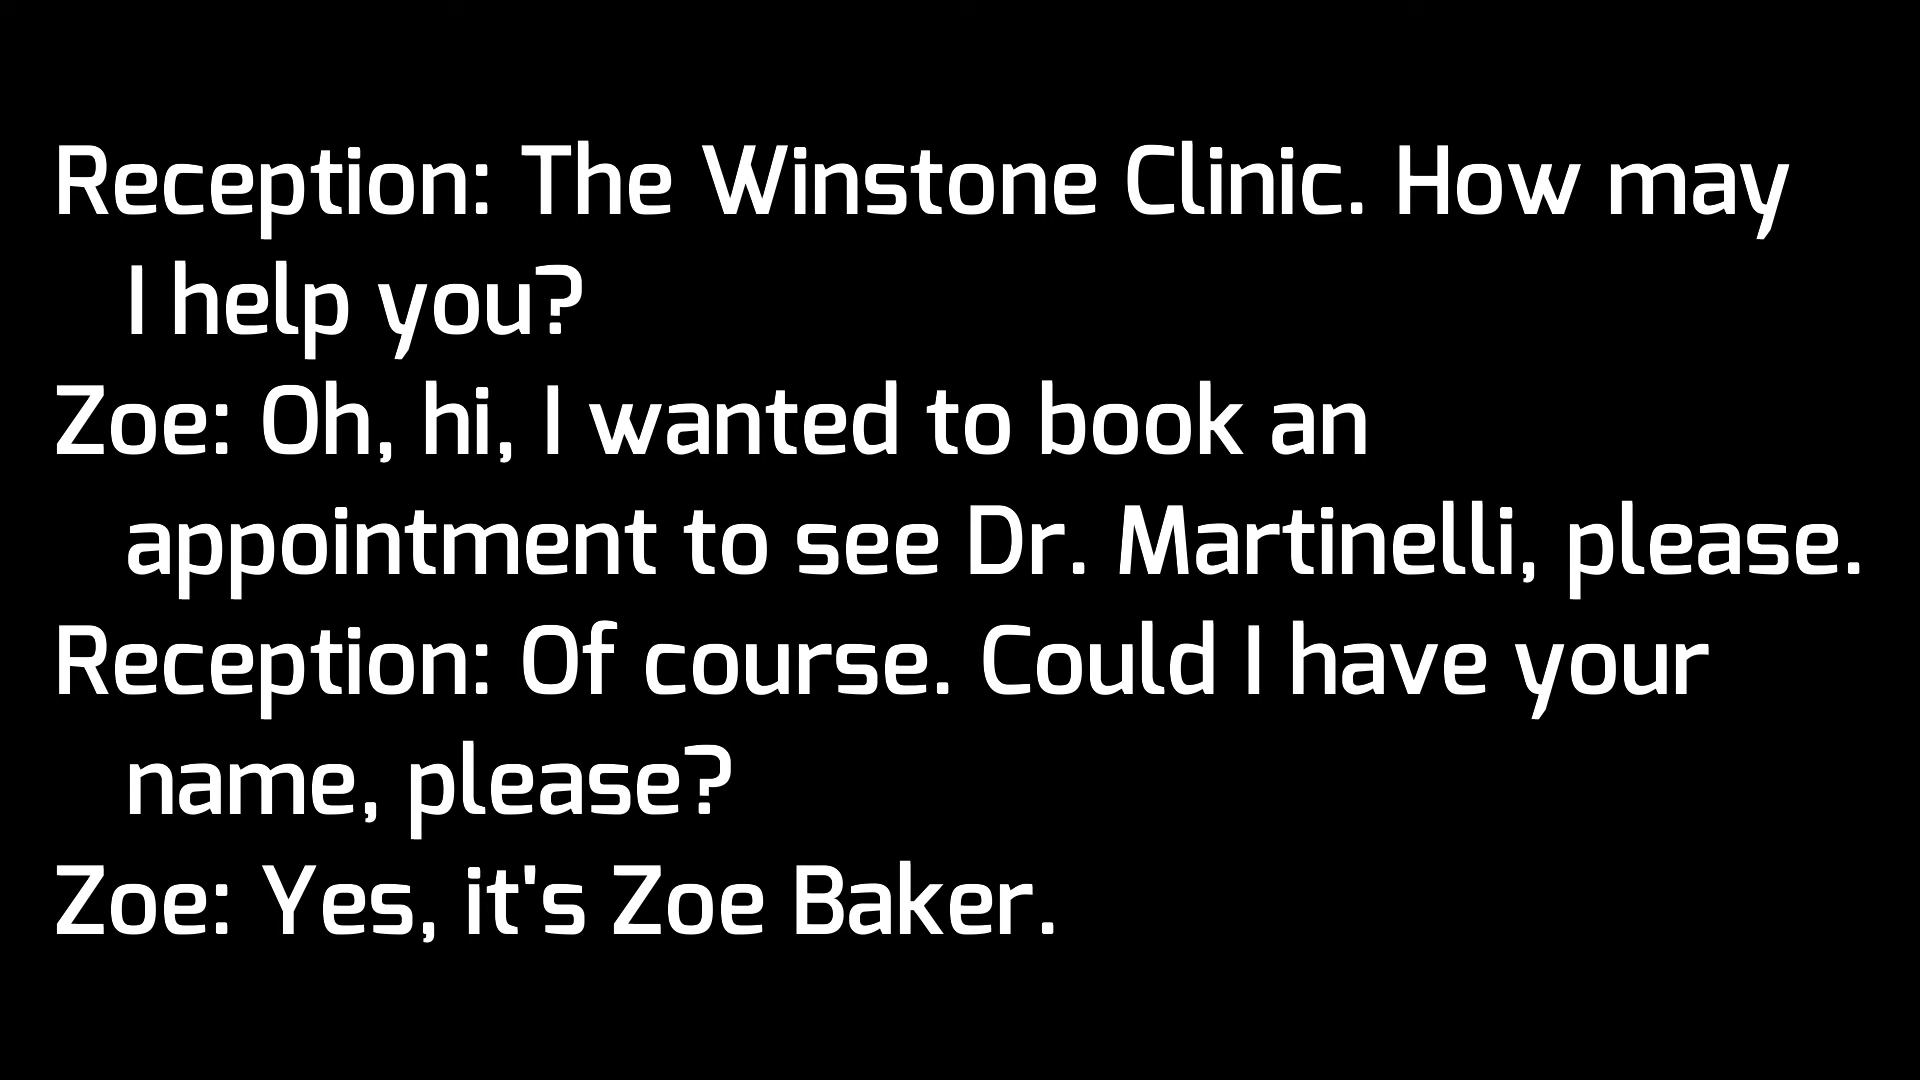 Reception: The Winstone Clinic. How may
I help you?
Zoe: Oh, hi, I wanted to book an
appointment to see Dr. Martinelli, please.
Reception: Of course. Could I have your
name, please?
Zoe: Yes, it's Zoe Baker.